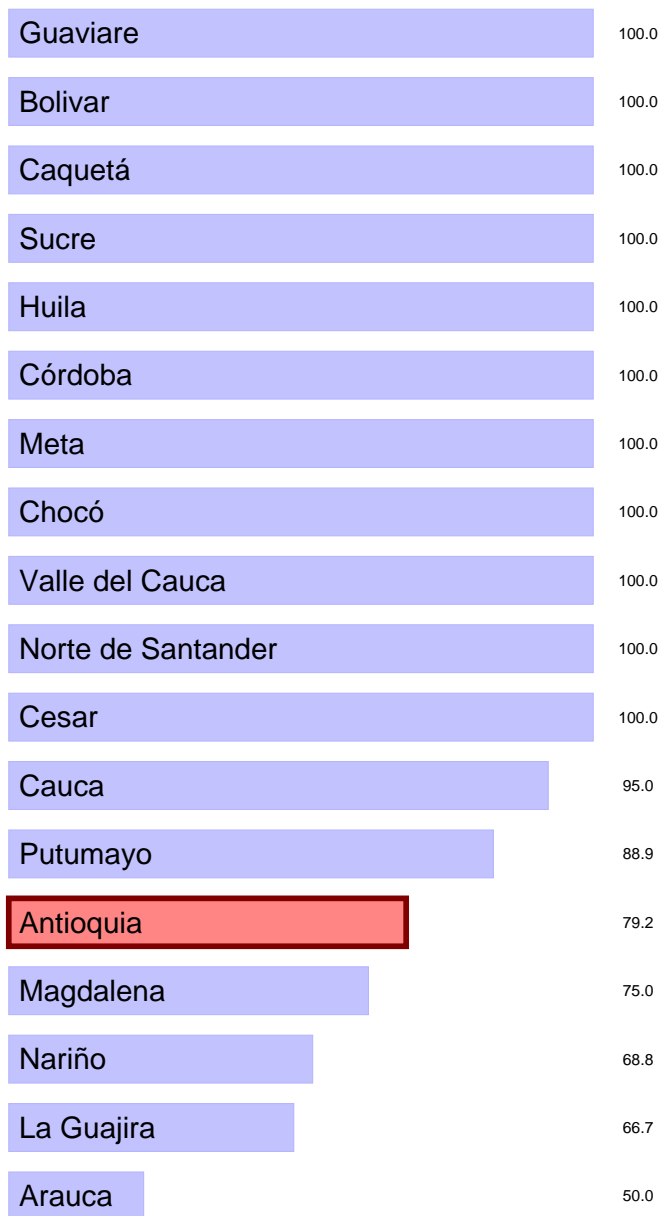 Guaviare 100.0
Bolivar 100.0
Caquetá 100.0
Sucre 100.0
Huila 100.0
Córdoba 100.0
Meta 100.0
Chocó 100.0
Valle del Cauca 100.0
Norte de Santander 100.0
Cesar 100.0
Cauca 95.0
Putumayo 88.9
Antioquia 79.2
Magdalena 75.0
Nariño 68.8
La Guajira 66.7
Arauca 50.0